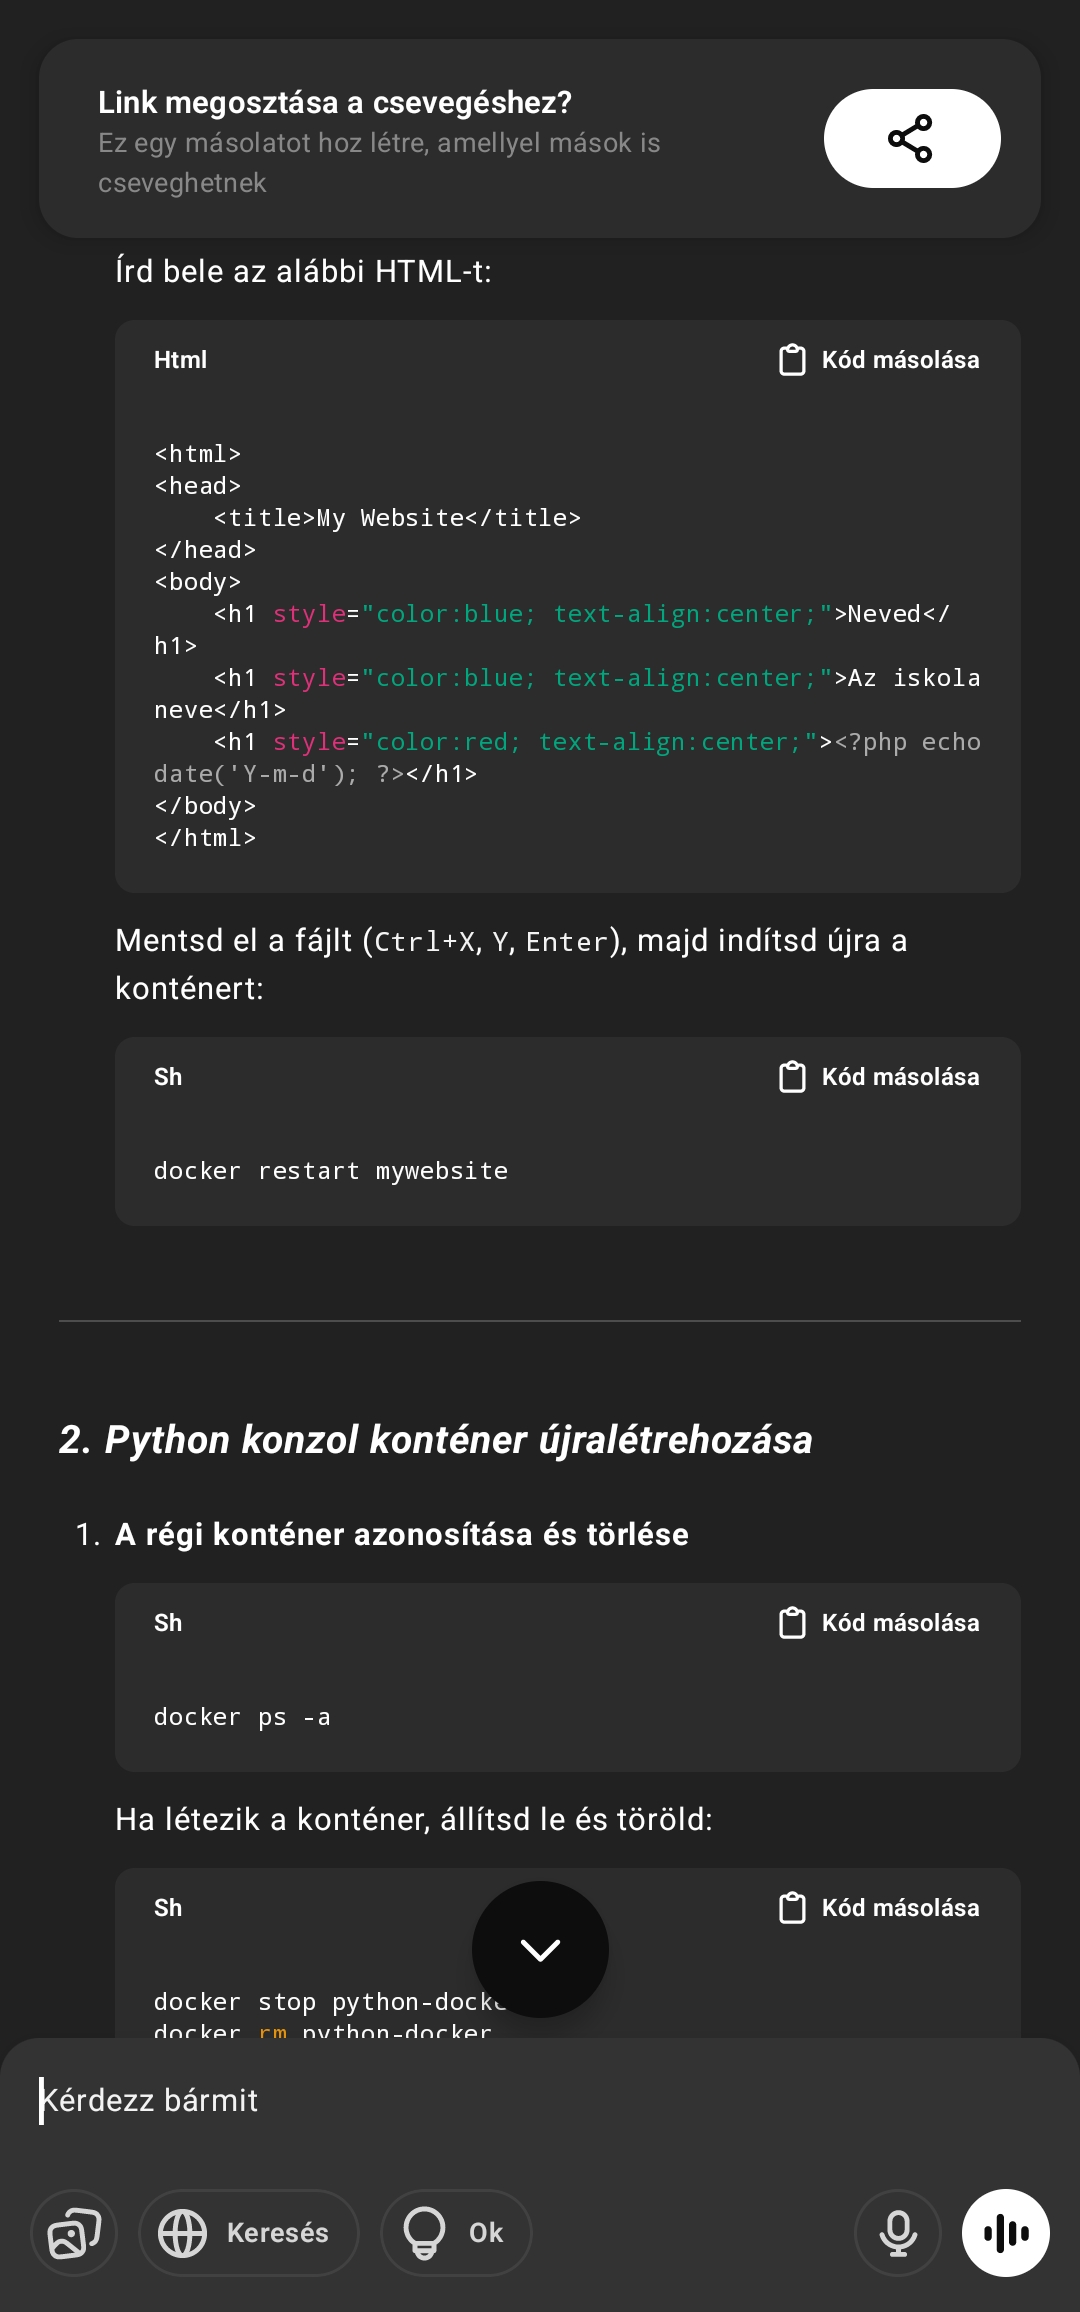 Link megosztása a csevegéshez?
Ez egy másolatot hoz létre, amellyel mások is
cseveghetnek
Írd bele az alábbi HTML-t:
Html
Kód másolása
<html>
<head>
    <title>My Website</title>
</head>
<body>
    <h1 style="color:blue; text-align:center;">Neved</
h1>
    <h1 style="color:blue; text-align:center;">Az iskola
neve</h1>
    <h1 style="color:red; text-align:center;"><?php echo
date('Y-m-d'); ?></h1>
</body>
</html>
Mentsd el a fájlt (Ctrl+X, Y, Enter), majd indítsd újra a
konténert:
Sh
Kód másolása
docker restart mywebsite
2. Python konzol konténer újralétrehozása
1. A régi konténer azonosítása és törlése
Sh
Kód másolása
docker ps -a
Ha létezik a konténer, állítsd le és töröld:
Sh
Kód másolása
docker stop
docker rm python-docker
Kérdezz bármit
Keresés
Ok